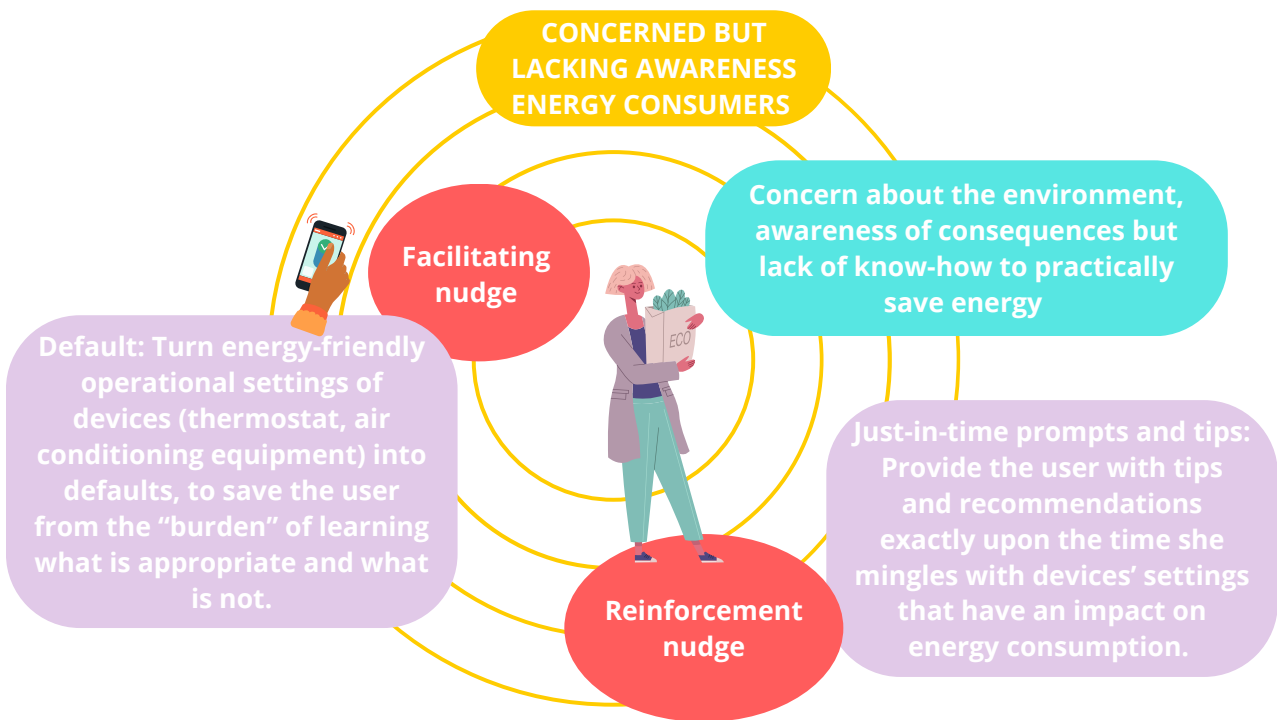 CONCERNED BUT
LACKING AWARENESS
ENERGY CONSUMERS
Concern about the environment,
awareness of consequences but
lack of know-how to practically
save energy
Facilitating
nudge
ECO
Default: Turn energy-friendly
operational settings of
devices (thermostat, air
conditioning equipment) into
defaults, to save the user
from the “burden” of learning
what is appropriate and what
is not.
Just-in-time prompts and tips:
Provide the user with tips
and recommendations
exactly upon the time she
mingles with devices’ settings
that have an impact on
energy consumption.
Reinforcement
nudge